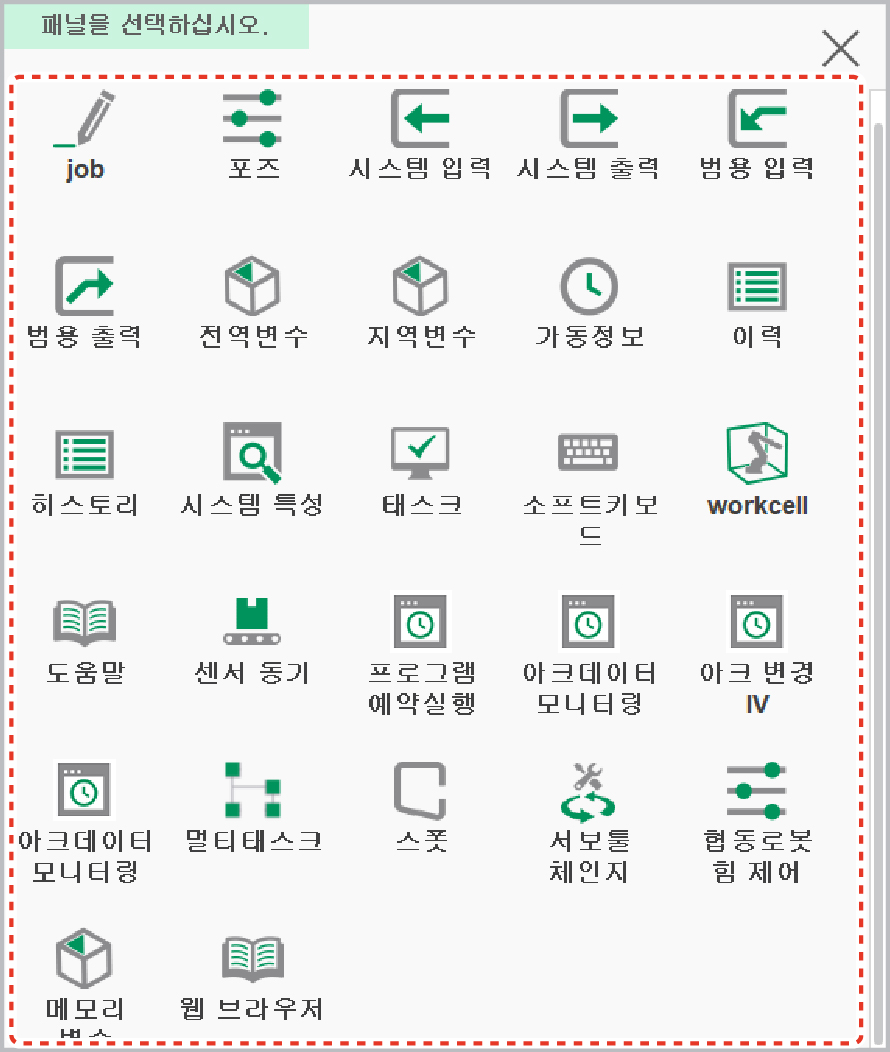 패널을 선택하십시오.
job 포즈 시스템 입력 시스템 출력 범용 입력
범용 출력 전역변수 지역변수 가동정보 이력
히스토리 시스템 특성 태스크 소프트키보 workcell
드
도움말 센서 동기 프로그램 아크데이터 아크 변경
예약실행 모니터링 IV
아크데이터 멀티태스크 스폿 서보툴 협동로봇
모니터링 체인지 힘 제어
메모리 웹 브라우저
변수